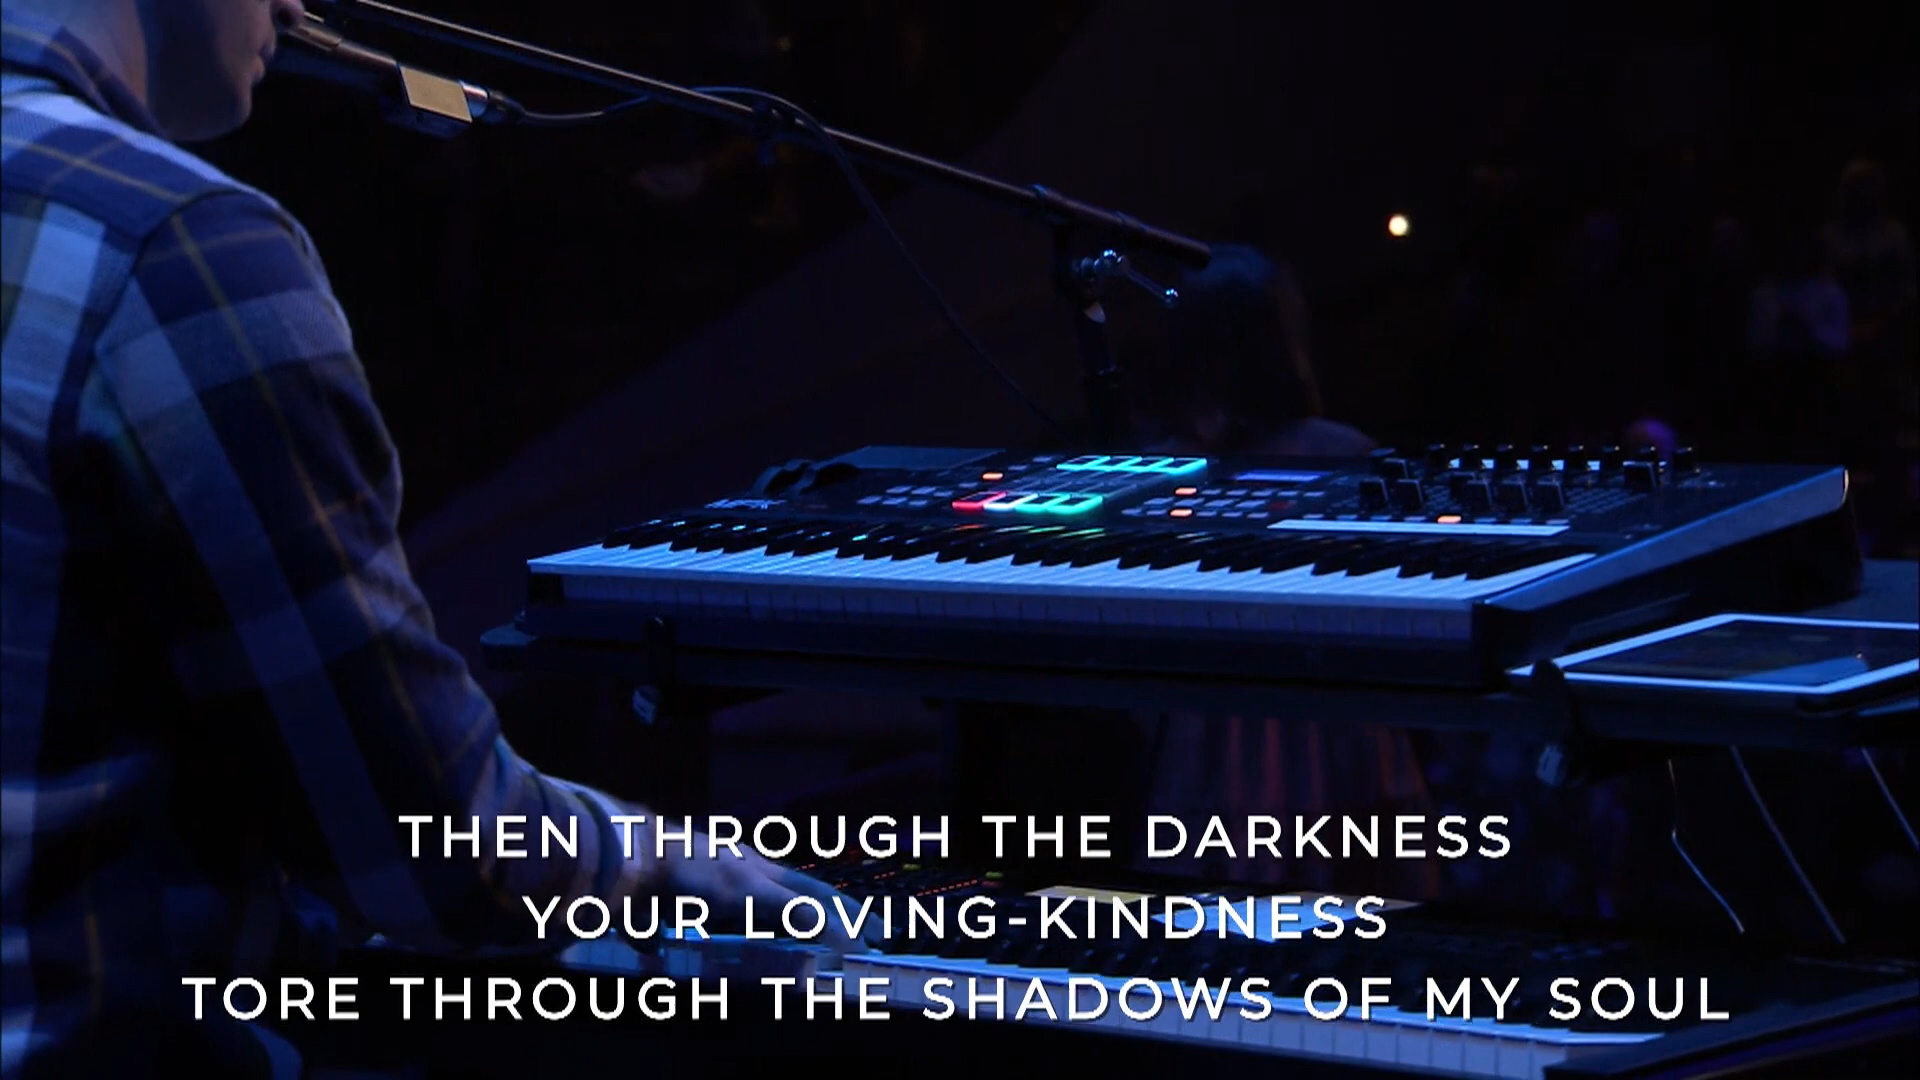 THEN THROUGH THE DARKNESS
YOUR LOVING-KINDNESS
TORE THROUGH THE SHADOWS OF MY SOUL